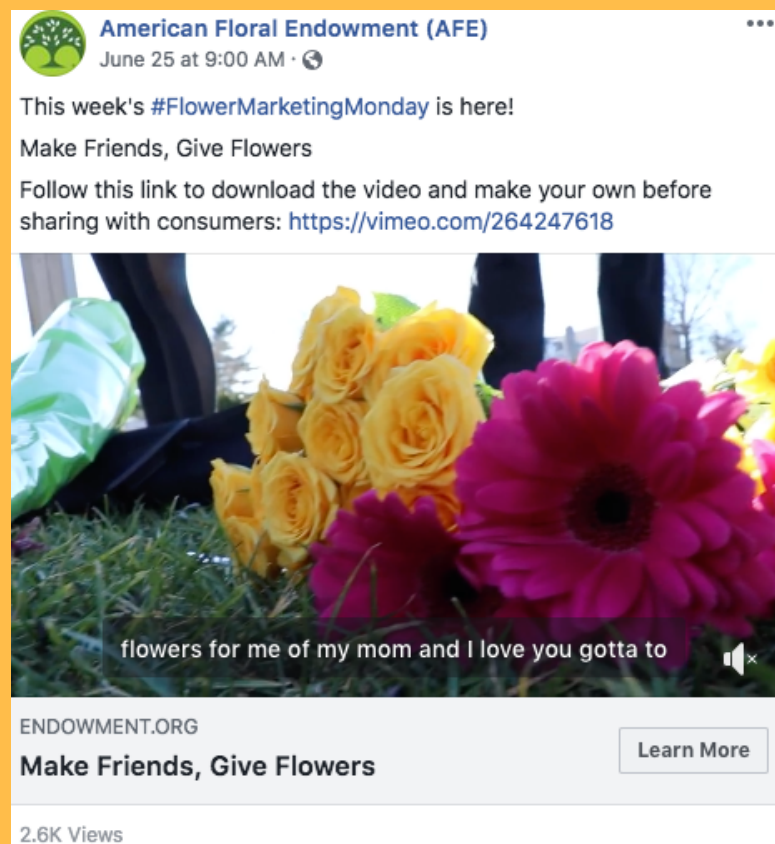 American Floral Endowment (AFE)
June 25 at 9:00 AM ·
This week's #FlowerMarketingMonday is here!
Make Friends, Give Flowers
Follow this link to download the video and make your own before
sharing with consumers: https://vimeo.com/264247618
flowers for me of my mom and I love you gotta to
ENDOWMENT.ORG
Make Friends, Give Flowers
Learn More
2.6K Views